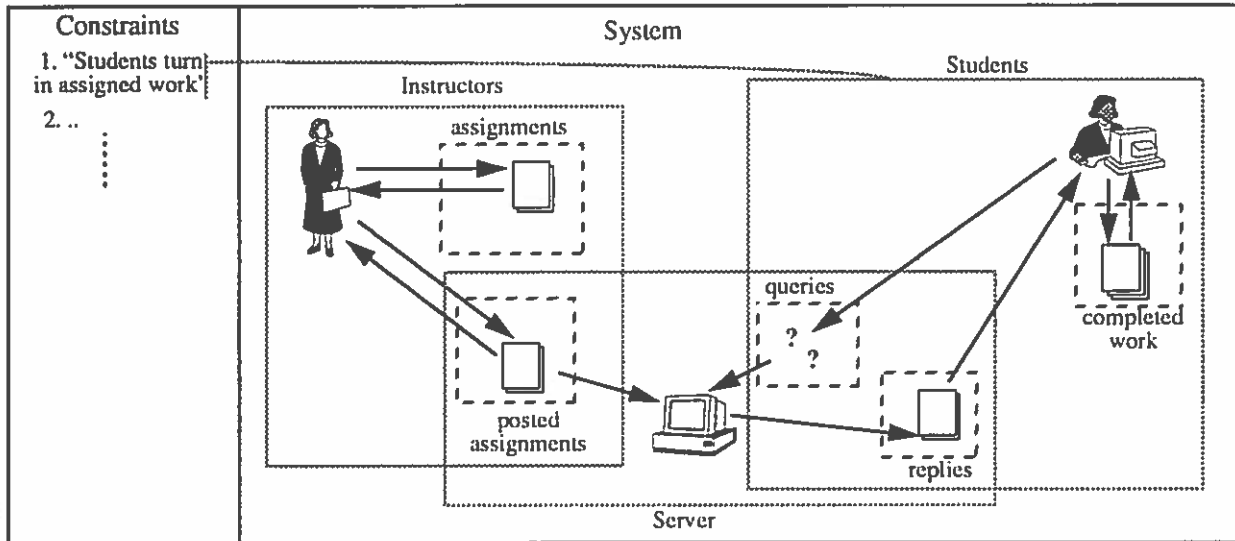 Constraints
1. “Students turn
in assigned work'
2. ..
System
Instructors
Students
assignments
queries
?
?
completed
work
posted
assignments
replies
Server